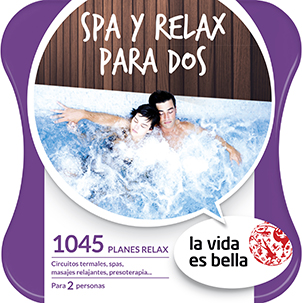 SPA Y RELAX
PARA DOS
1045 PLANES RELAX
Circuitos termales, spas,
masajes relajantes, presoterapia...
Para 2 personas
la vida
es bella